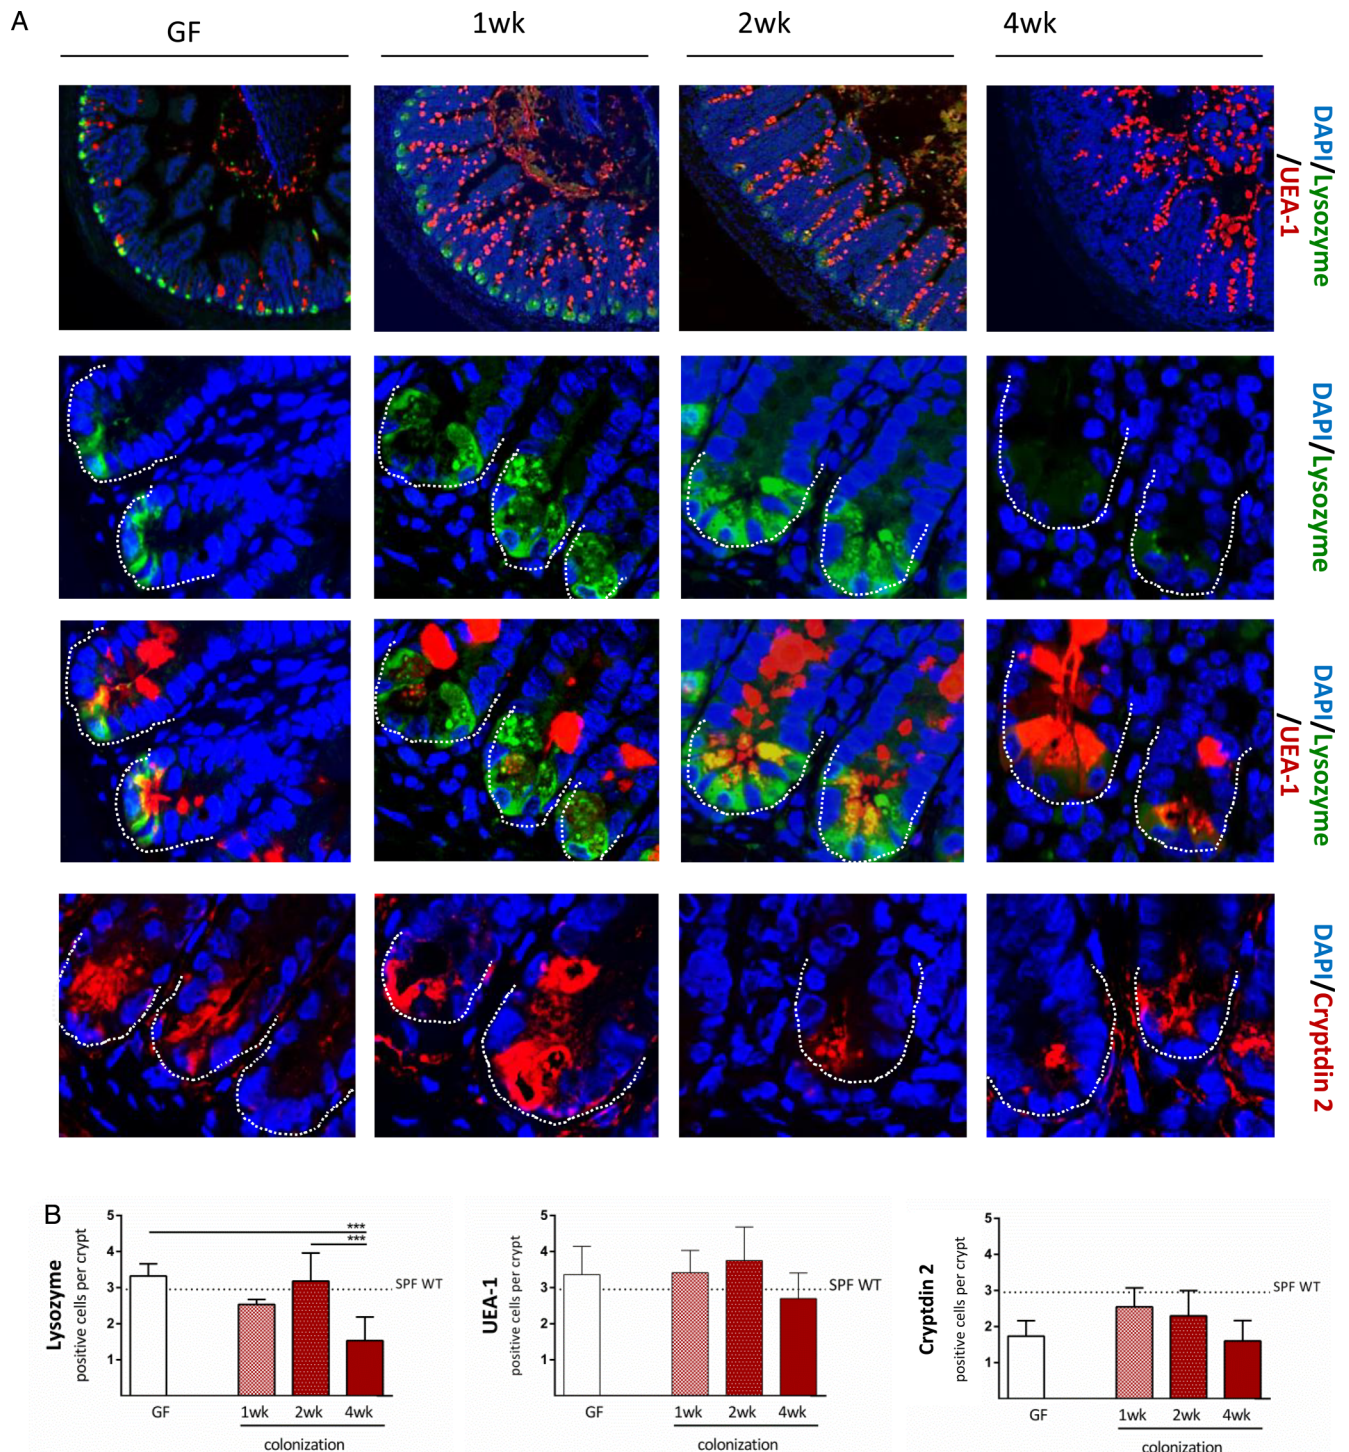 A
GF
1wk
2wk
4wk
DAPI/Lysozyme
/UEA-1
DAPI/Lysozyme
DAPI/Lysozyme
/UEA-1
DAPI/Cryptdin 2
B
Lysozyme
positive cells per crypt
5
4
3
2
1
***
***
SPF WT
GF
1wk
2wk
4wk
colonization
UEA-1
positive cells per crypt
5
4
3
2
1
SPF WT
GF
1wk
2wk
4wk
colonization
Cryptdin 2
positive cells per crypt
5
4
3
2
1
SPF WT
GF
1wk
2wk
4wk
colonization